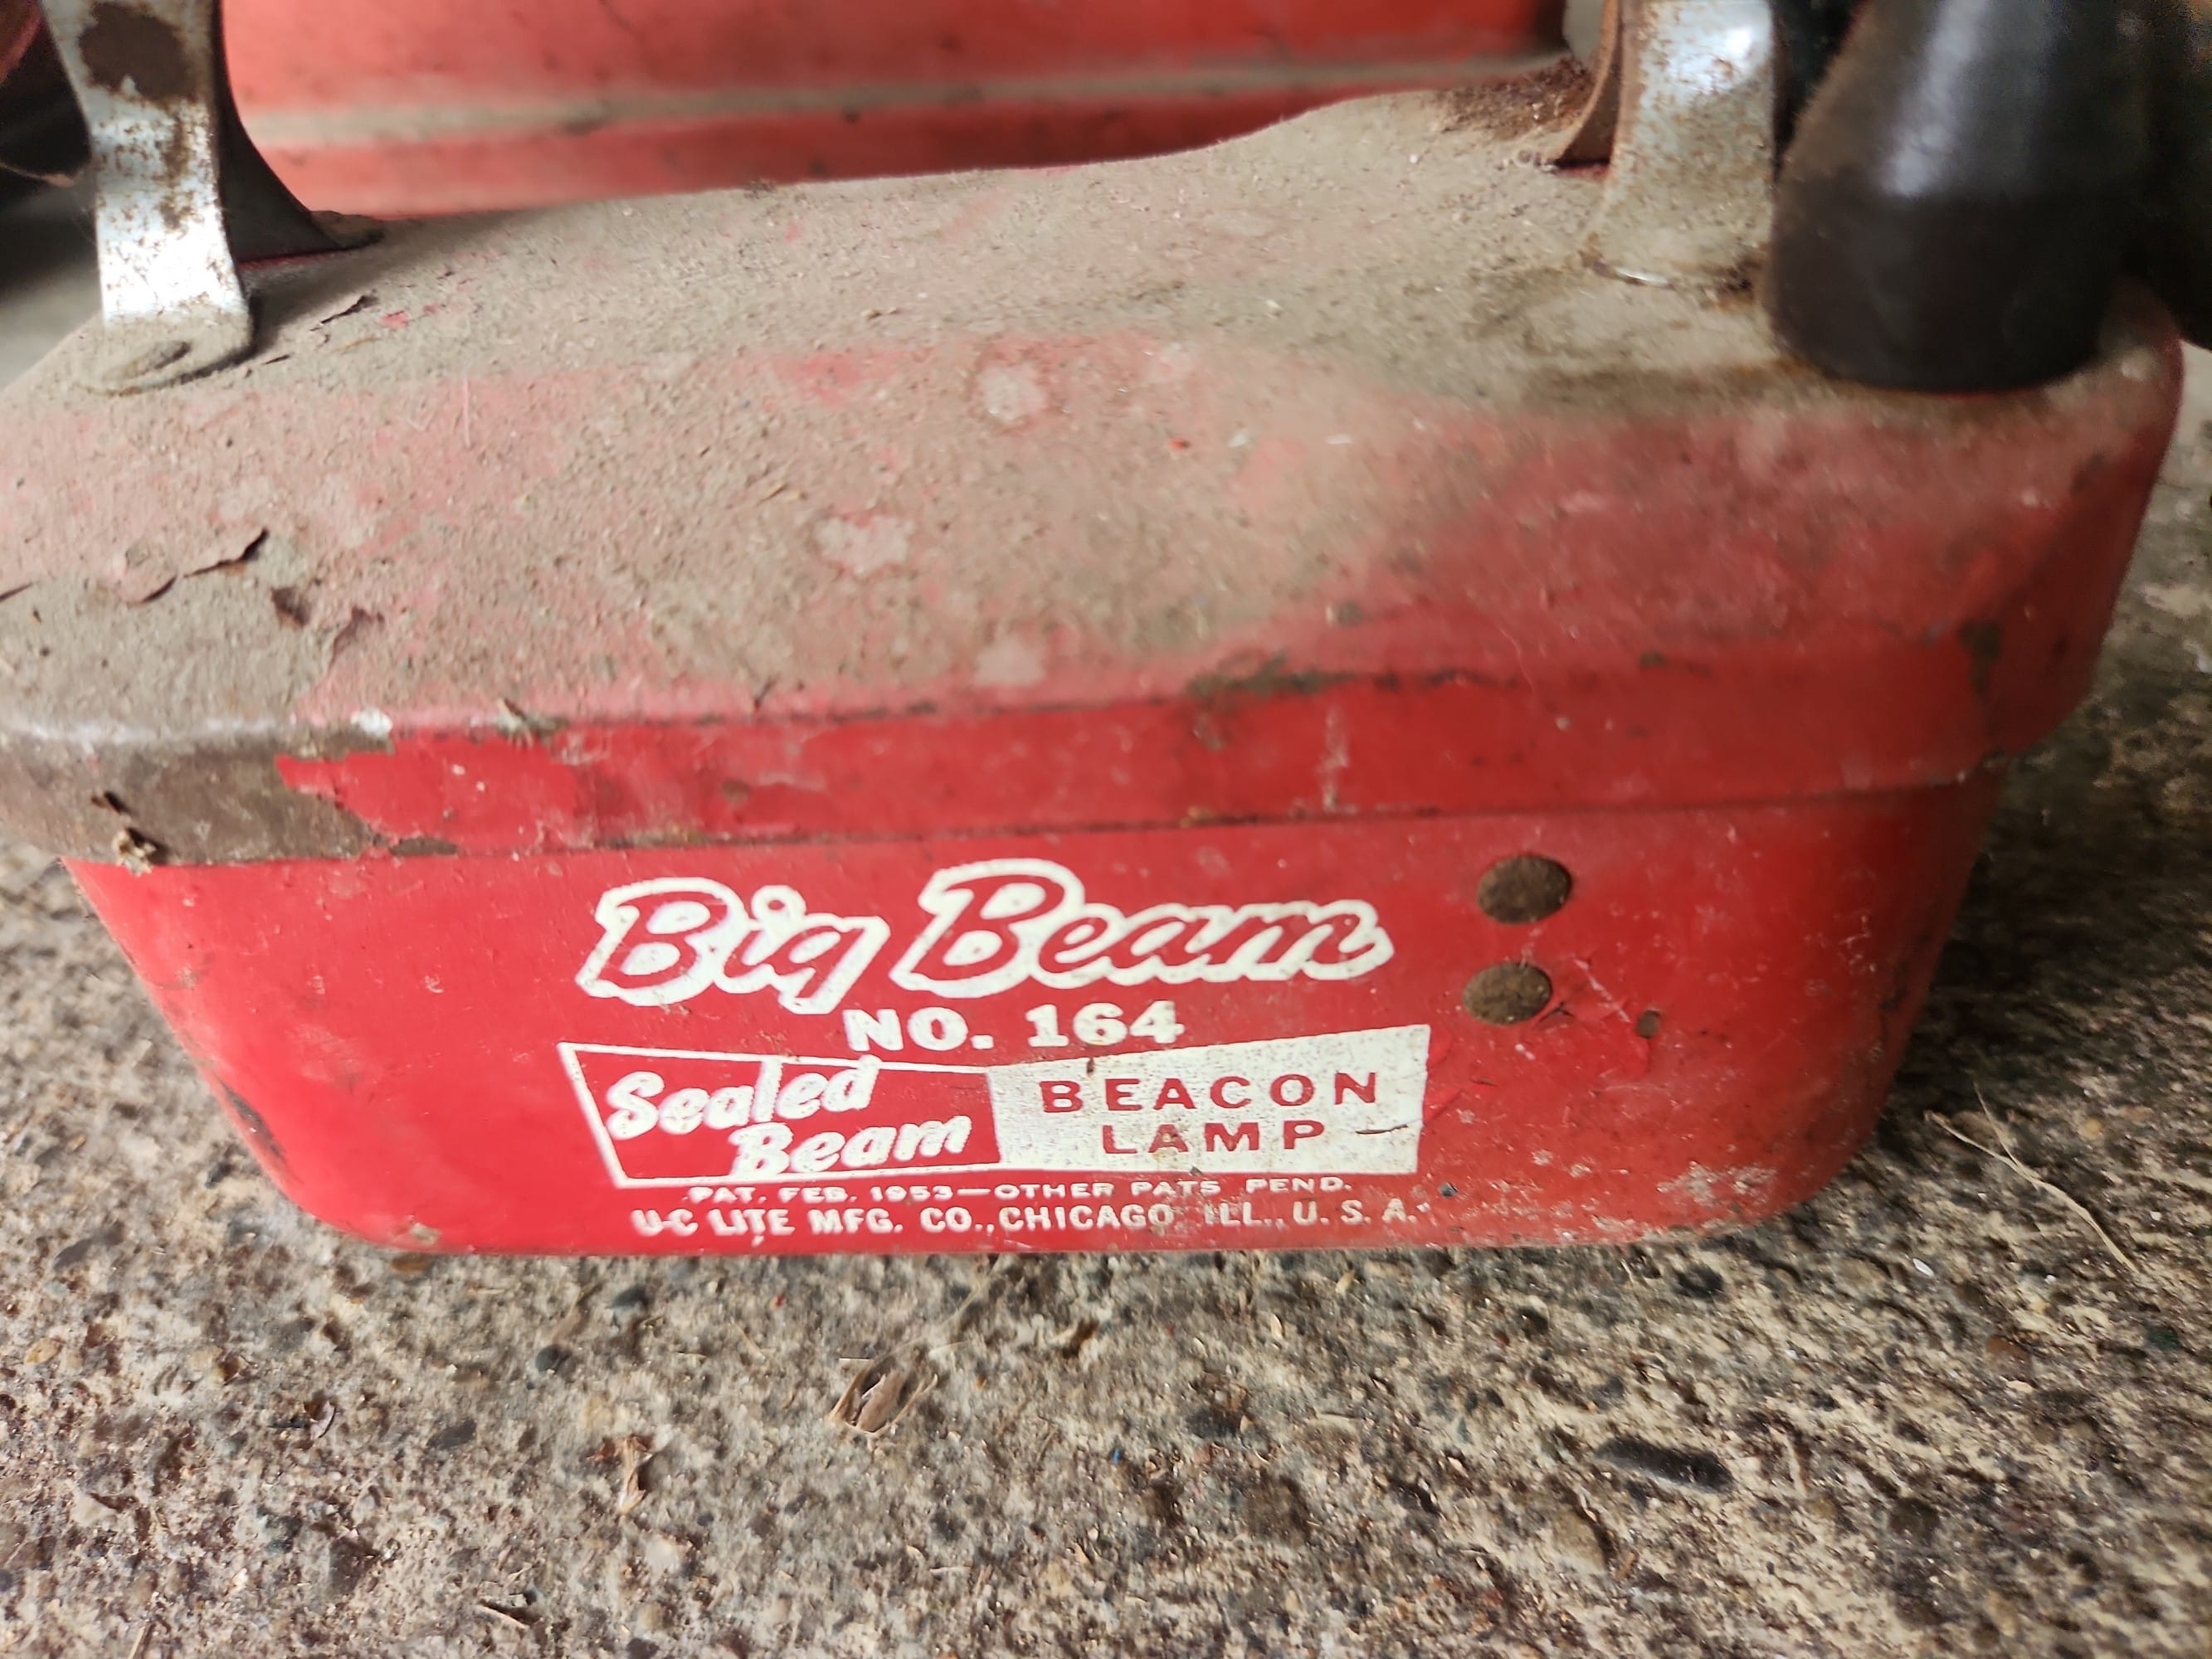 Big Beam
NO. 164
Sealed
Beam
BEACON
LAMP
PAT. FEB. 1953—OTHER PATS PEND.
U-C LITE MFG. CO., CHICAGO ILL., U. S. A.